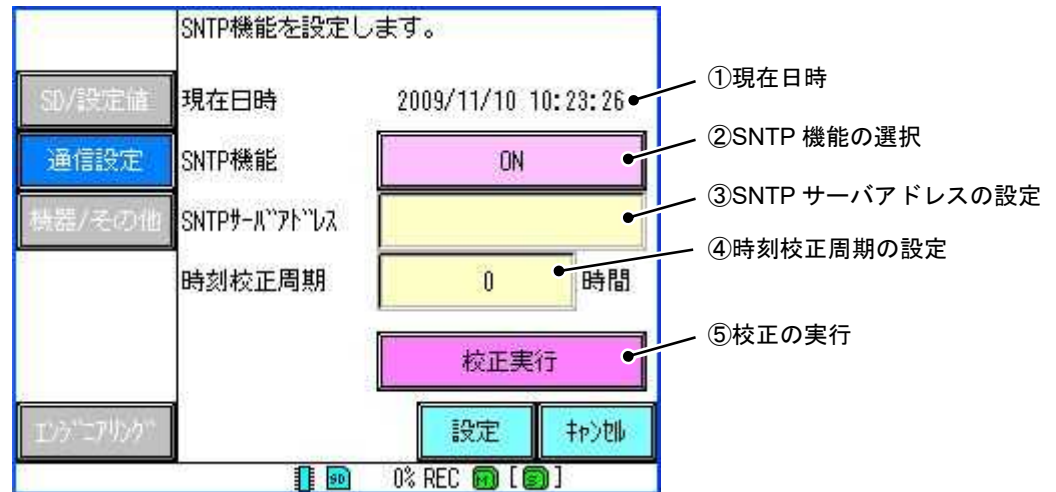 SNTP機能を設定します。
SD/設定値 現在日時 2009/11/10 10:23:26 ①現在日時
通信設定 SNTP機能 ON ②SNTP 機能の選択
機器/その他 SNTPｻｰﾊﾞｱﾄﾞﾚｽ ③SNTP サーバアドレスの設定
時刻校正周期 0 時間 ④時刻校正周期の設定
校正実行 ⑤校正の実行
ｴﾝｼﾞﾆｱﾘﾝｸﾞ 設定 ｷｬﾝｾﾙ
SD 0% REC M [S]